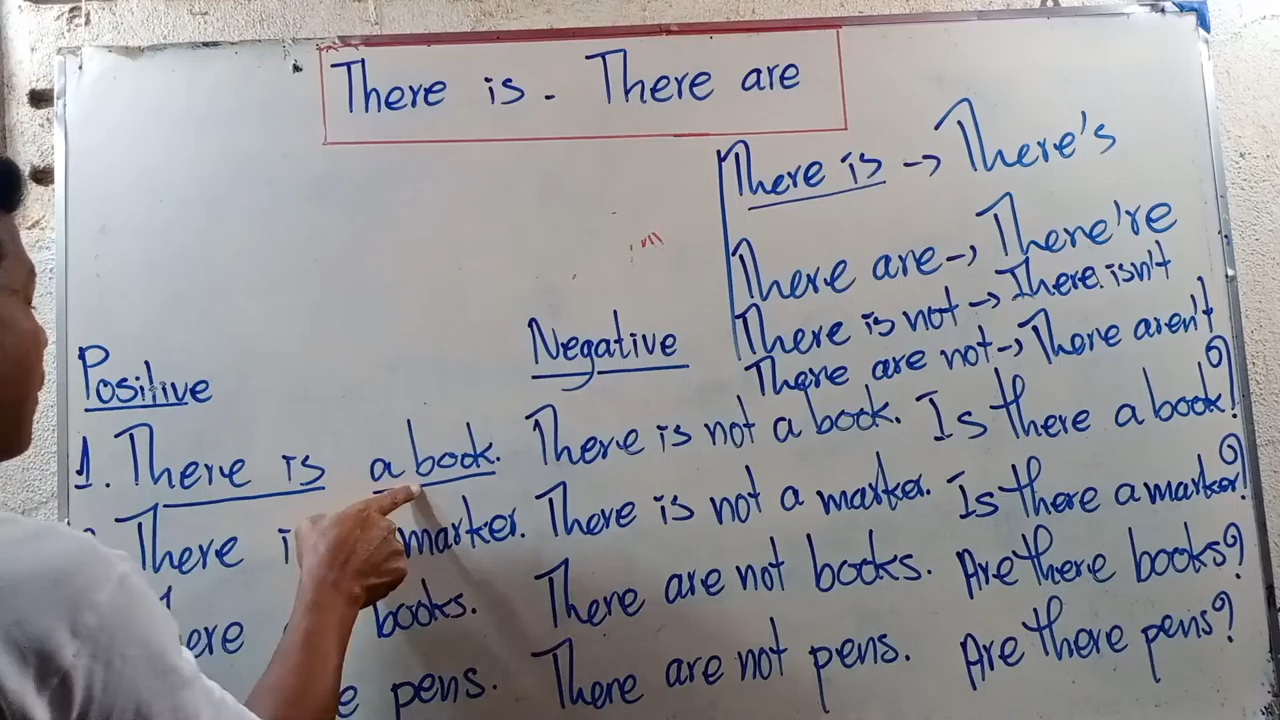 There is. There are
There is -> There's
There are -> There're
There is not -> There isn't
There are not -> There aren't
Positive Negative
1. There is a book. There is not a book. Is there a book?
There marker. There is not a marker. Is there a marker?
books. There are not books. Are there books?
pens. There are not pens. Are there pens?